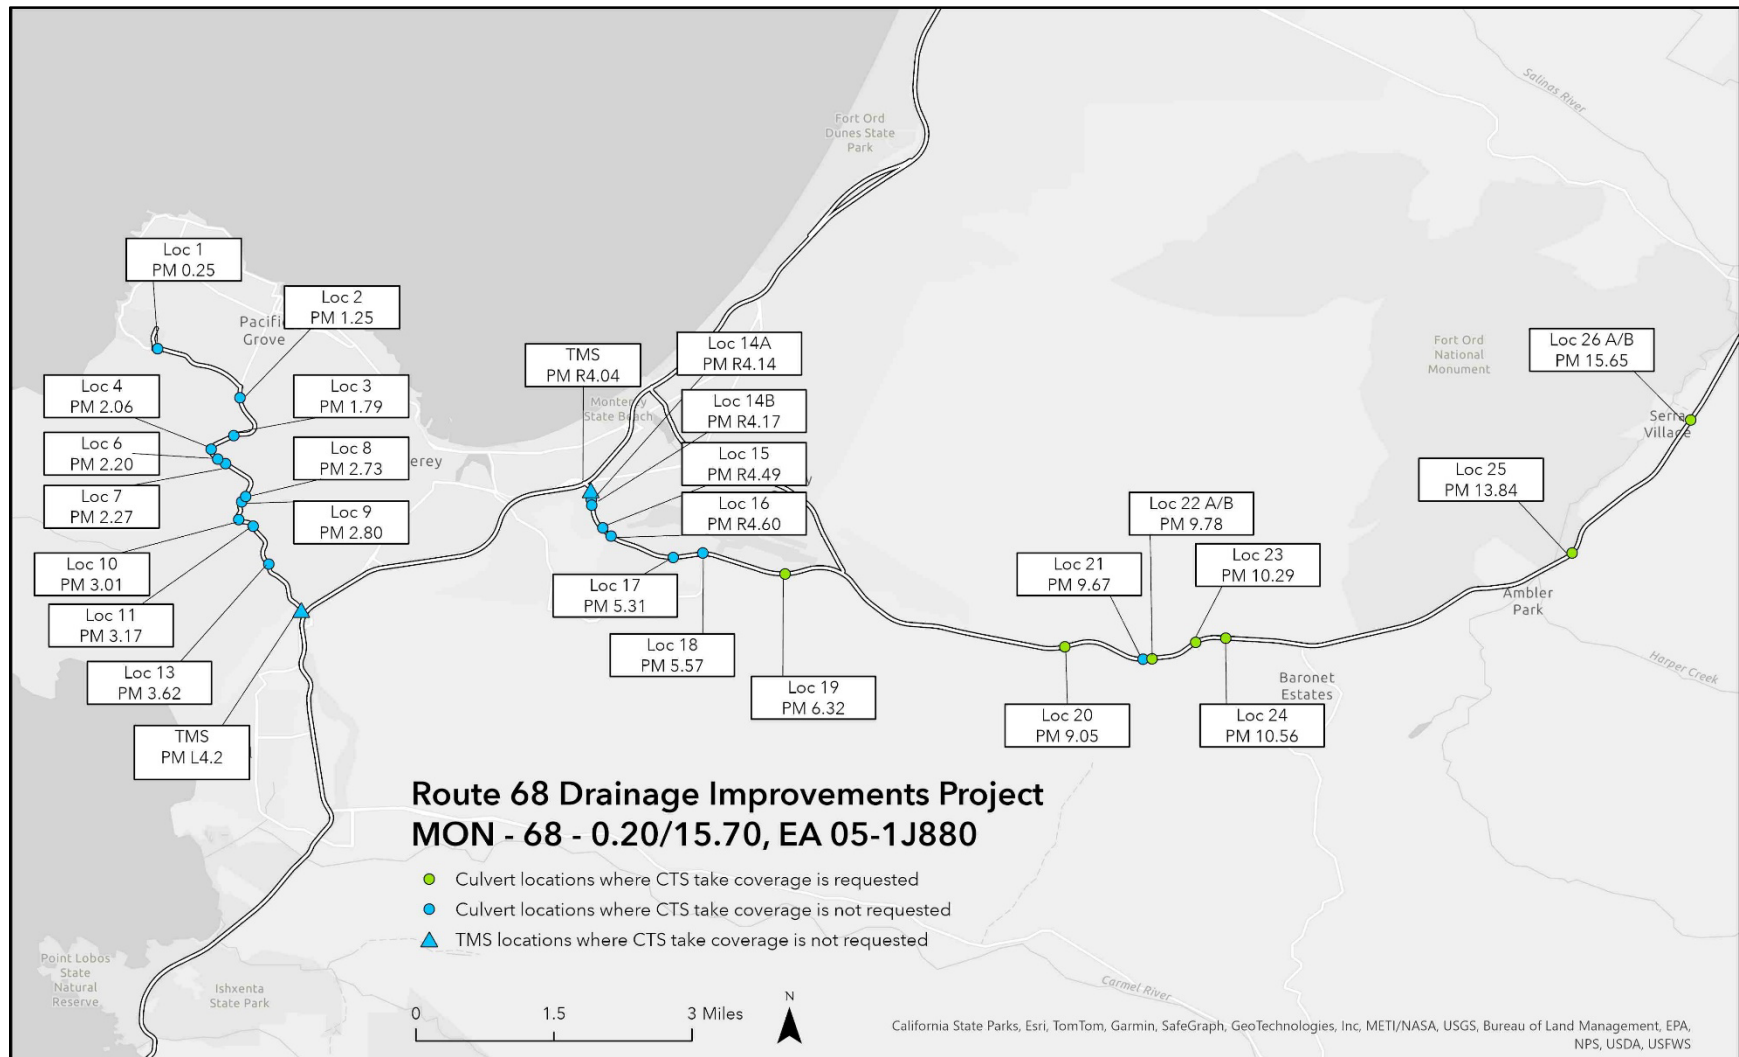 Salinas River
Fort Ord
Dunes State
Park
Loc 1
PM 0.25
Loc 2
PM 1.25
Pacific
Grove
Loc 4
PM 2.06
Loc 3
PM 1.79
Loc 6
PM 2.20
Loc 8
PM 2.73
Loc 7
PM 2.27
Loc 9
PM 2.80
Loc 10
PM 3.01
Loc 11
PM 3.17
Loc 13
PM 3.62
TMS
PM L4.2
TMS
PM R4.04
Loc 14A
PM R4.14
Monterey
State Beach
Loc 14B
PM R4.17
Loc 15
PM R4.49
Loc 16
PM R4.60
Loc 17
PM 5.31
Loc 18
PM 5.57
Loc 19
PM 6.32
Fort Ord
National
Monument
Loc 26 A/B
PM 15.65
Serra
Village
Loc 25
PM 13.84
Ambler
Park
Loc 22 A/B
PM 9.78
Loc 21
PM 9.67
Loc 23
PM 10.29
Loc 20
PM 9.05
Loc 24
PM 10.56
Baronet
Estates
Harper Creek
Route 68 Drainage Improvements Project
MON - 68 - 0.20/15.70, EA 05-1J880
Culvert locations where CTS take coverage is requested
Culvert locations where CTS take coverage is not requested
TMS locations where CTS take coverage is not requested
Point Lobos
State
Natural
Reserve
Ishxenta
State Park
Carmel River
0 1.5 3 Miles
N
California State Parks, Esri, TomTom, Garmin, SafeGraph, GeoTechnologies, Inc, METI/NASA, USGS, Bureau of Land Management, EPA,
NPS, USDA, USFWS